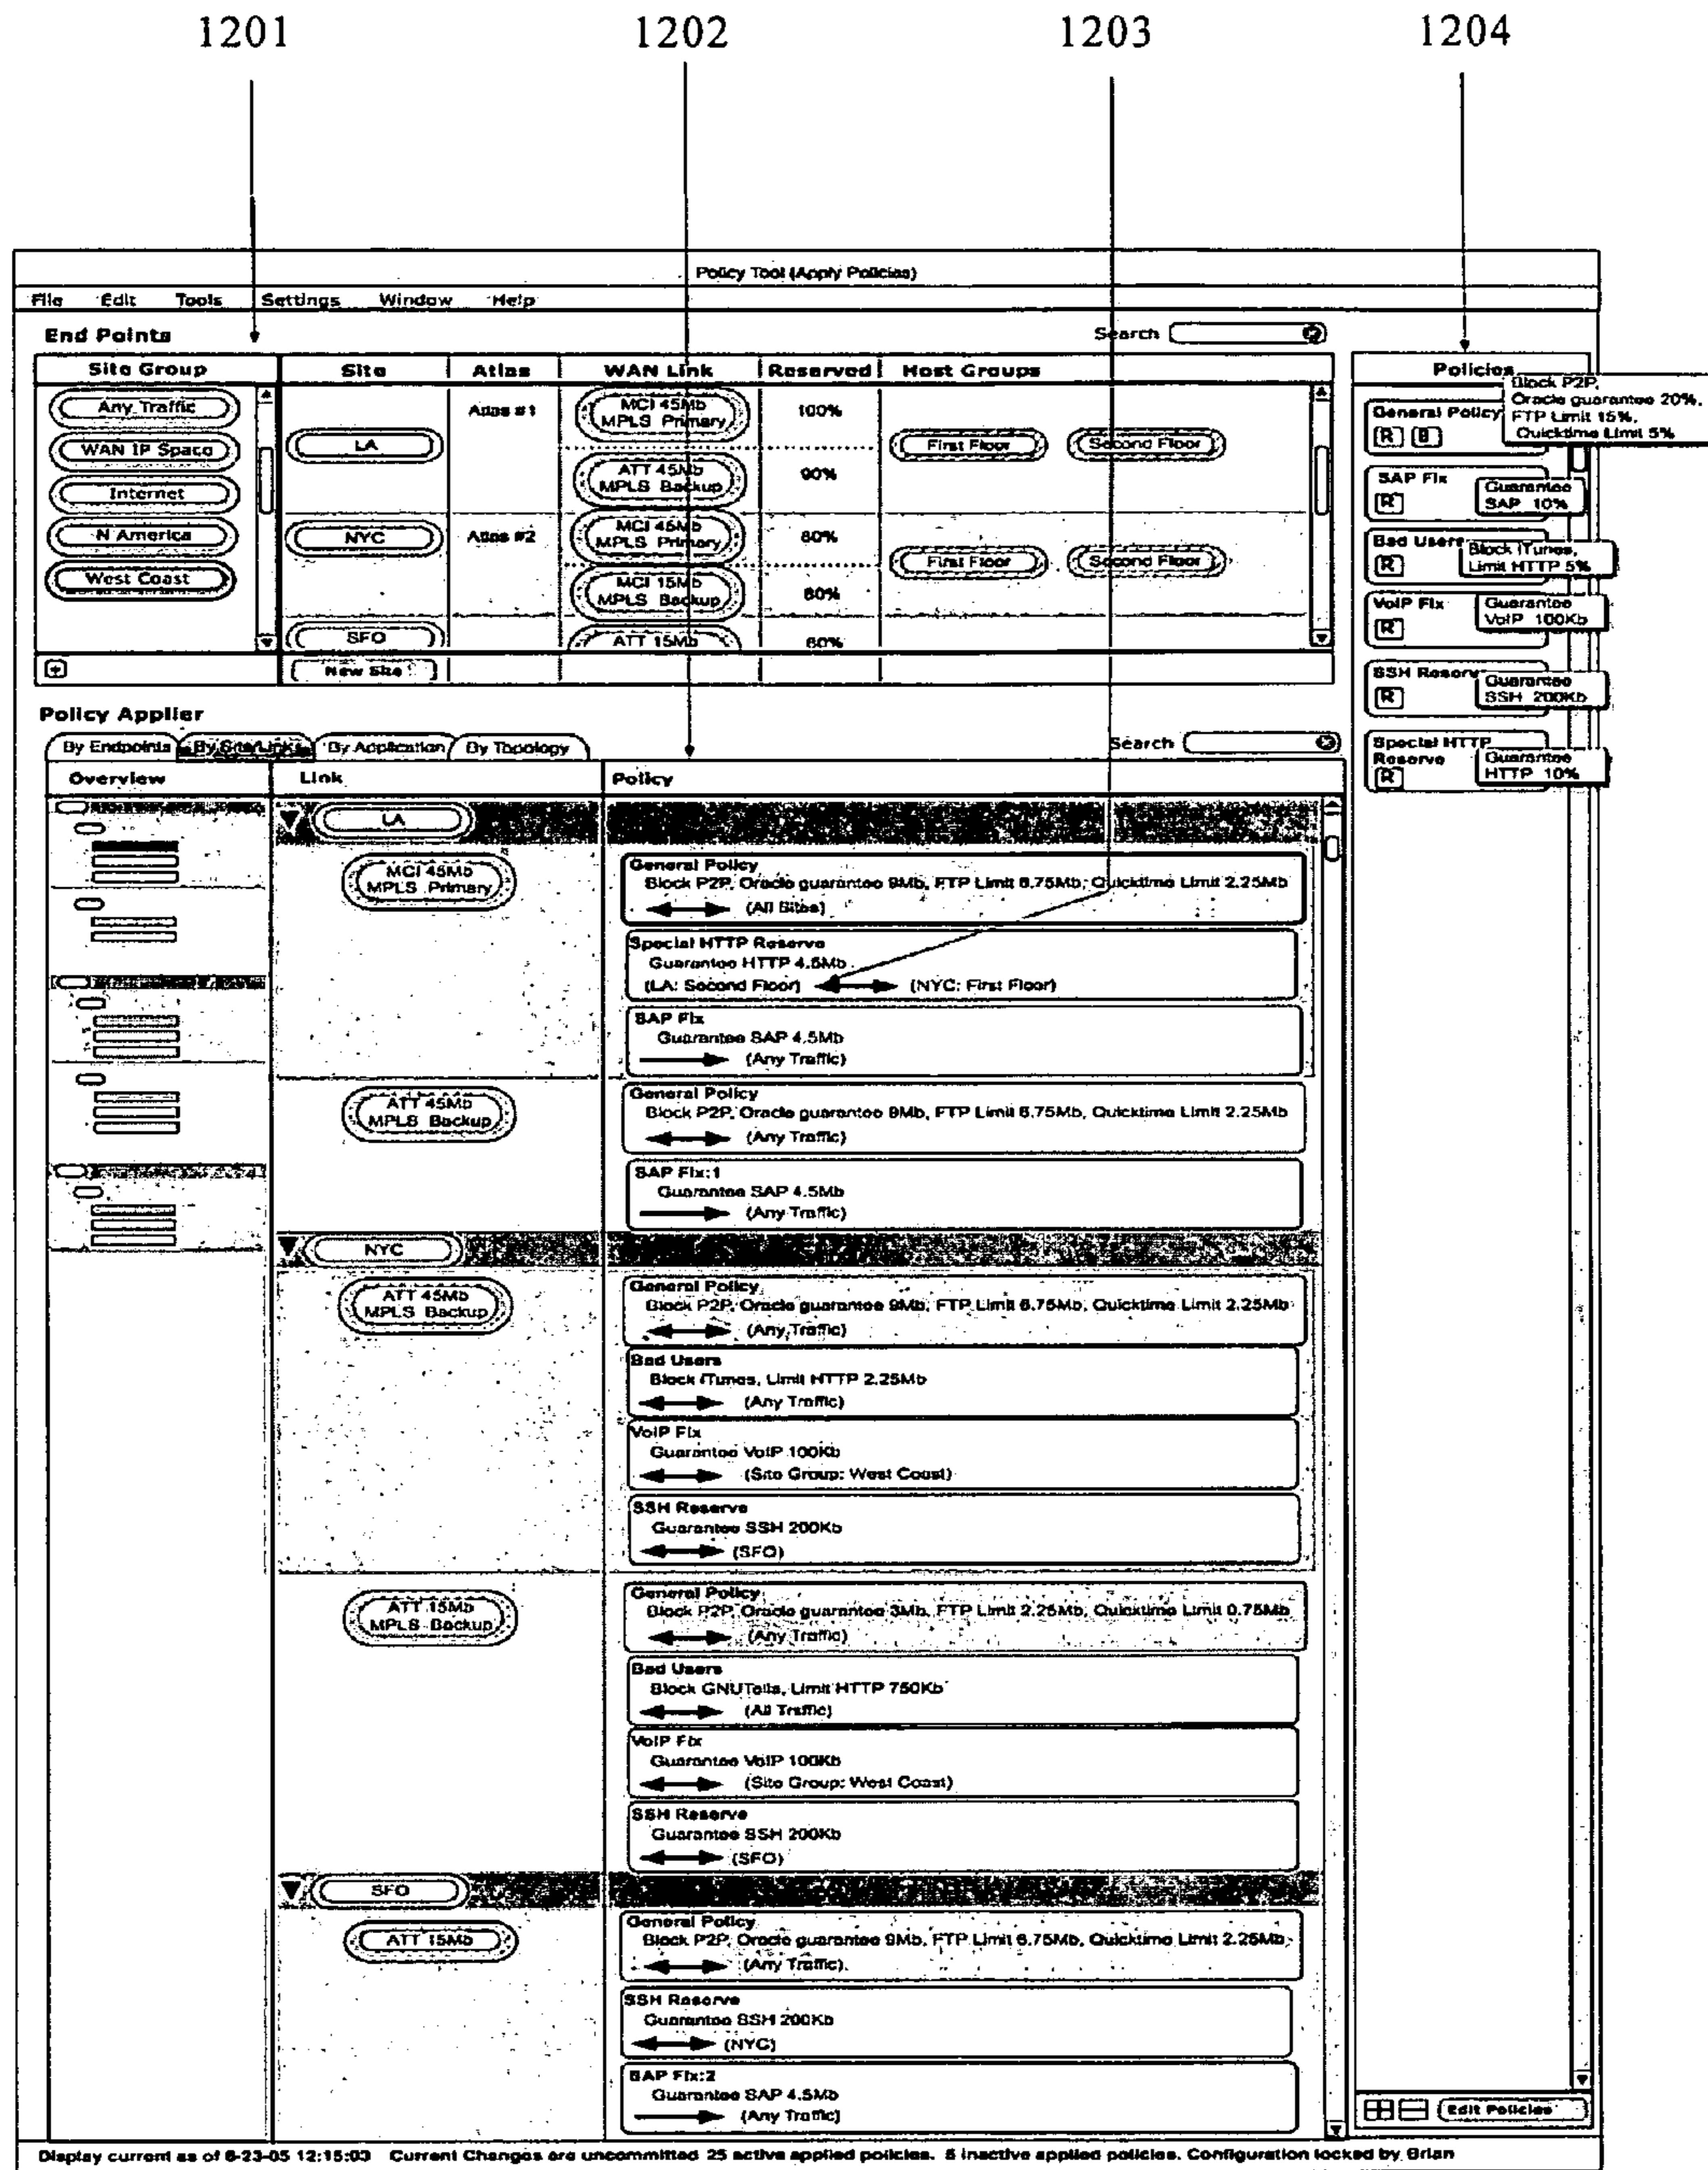 1201 1202 1203 1204
Policy Tool (Apply Policies)
File Edit Tools Settings Window Help
End Points
Search
Site Group Site Atlas WAN Link Reserved Host Groups
Any Traffic
WAN IP Space
Internet
N America
West Coast
LA Atlas #1
MCI 45Mb
MPLS Primary
100%
First Floor Second Floor
ATT 45Mb
MPLS Backup
90%
NYC Atlas #2
MCI 45Mb
MPLS Primary
80%
First Floor Second Floor
MCI 15Mb
MPLS Backup
80%
SFO
ATT 15Mb
60%
New Site
Policies
General Policy
R B
Block P2P,
Oracle guarantee 20%,
FTP Limit 15%,
Quicktime Limit 5%
SAP Fix
R
Guarantee
SAP 10%
Bad Users
R
Block iTunes,
Limit HTTP 5%
VoIP Fix
R
Guarantee
VoIP 100Kb
SSH Reserve
R
Guarantee
SSH 200Kb
Special HTTP
Reserve
R
Guarantee
HTTP 10%
Policy Applier
By Endpoints By Site/Links By Application By Topology
Search
Overview Link Policy
LA
MCI 45Mb
MPLS Primary
General Policy
Block P2P, Oracle guarantee 9Mb, FTP Limit 6.75Mb, Quicktime Limit 2.25Mb
(All Sites)
Special HTTP Reserve
Guarantee HTTP 4.5Mb
(LA: Second Floor) (NYC: First Floor)
SAP Fix
Guarantee SAP 4.5Mb
(Any Traffic)
ATT 45Mb
MPLS Backup
General Policy
Block P2P, Oracle guarantee 9Mb, FTP Limit 6.75Mb, Quicktime Limit 2.25Mb
(Any Traffic)
SAP Fix:1
Guarantee SAP 4.5Mb
(Any Traffic)
NYC
ATT 45Mb
MPLS Backup
General Policy
Block P2P, Oracle guarantee 9Mb, FTP Limit 6.75Mb, Quicktime Limit 2.25Mb
(Any Traffic)
Bad Users
Block iTunes, Limit HTTP 2.25Mb
(Any Traffic)
VoIP Fix
Guarantee VoIP 100Kb
(Site Group: West Coast)
SSH Reserve
Guarantee SSH 200Kb
(SFO)
ATT 15Mb
MPLS Backup
General Policy
Block P2P, Oracle guarantee 3Mb, FTP Limit 2.25Mb, Quicktime Limit 0.75Mb
(Any Traffic)
Bad Users
Block GNUTella, Limit HTTP 750Kb
(All Traffic)
VoIP Fix
Guarantee VoIP 100Kb
(Site Group: West Coast)
SSH Reserve
Guarantee SSH 200Kb
(SFO)
SFO
ATT 15Mb
General Policy
Block P2P, Oracle guarantee 9Mb, FTP Limit 6.75Mb, Quicktime Limit 2.25Mb
(Any Traffic)
SSH Reserve
Guarantee SSH 200Kb
(NYC)
SAP Fix:2
Guarantee SAP 4.5Mb
(Any Traffic)
Edit Policies
Display current as of 6-23-05 12:15:03 Current Changes are uncommitted 25 active applied policies. 5 inactive applied policies. Configuration locked by Brian